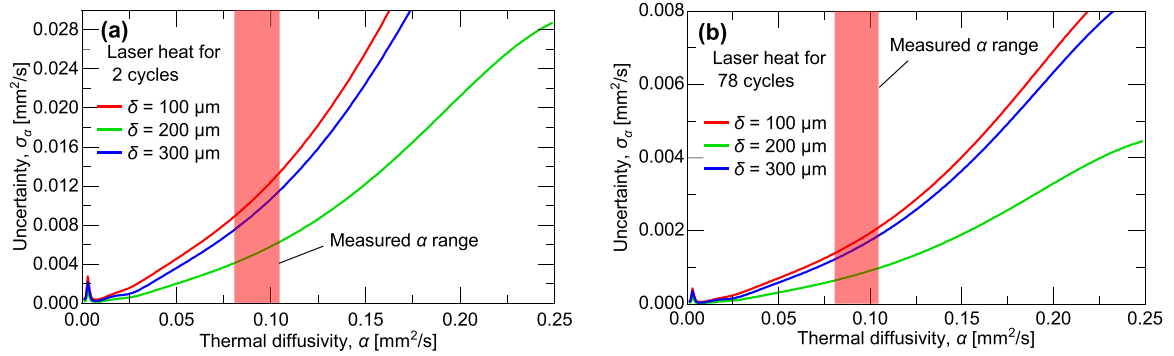 (a)
Laser heat for
2 cycles
δ = 100 µm
δ = 200 µm
δ = 300 µm
Measured α range
0.028
0.024
0.020
0.016
0.012
0.008
0.004
0.000
Uncertainty, σα [mm²/s]
0.00 0.05 0.10 0.15 0.20 0.25
Thermal diffusivity, α [mm²/s]
(b)
Measured α range
Laser heat for
78 cycles
δ = 100 µm
δ = 200 µm
δ = 300 µm
0.008
0.006
0.004
0.002
0.000
Uncertainty, σα [mm²/s]
0.00 0.05 0.10 0.15 0.20 0.25
Thermal diffusivity, α [mm²/s]